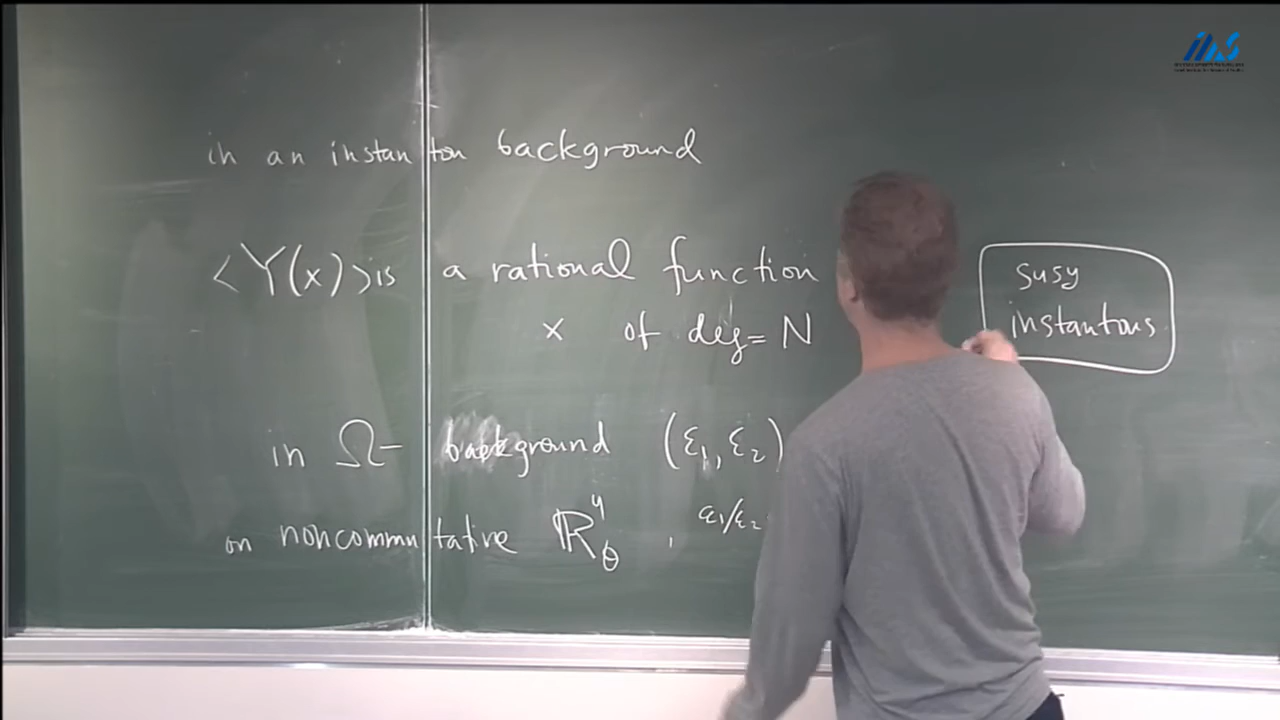 in an instanton background
<Y(x)> is a rational function
x of deg = N
in Ω- background (ε₁, ε₂)
on noncommutative ℝ⁴_θ , ε₁/ε₂
susy
instantons
IHES